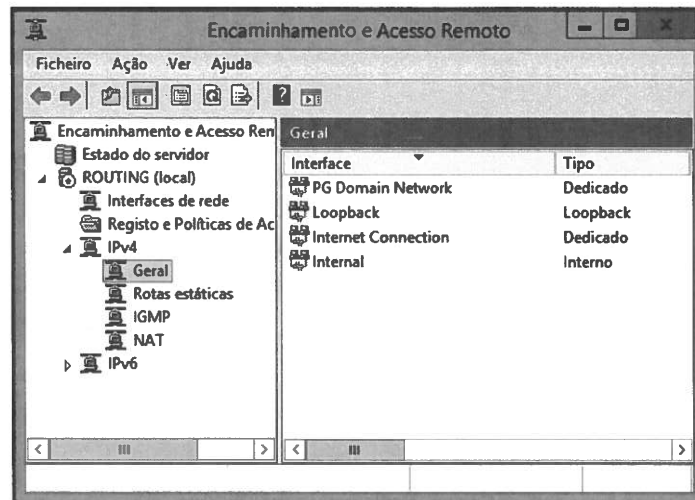 Encaminhamento e Acesso Remoto
Ficheiro Ação Ver Ajuda
Encaminhamento e Acesso Ren
Estado do servidor
ROUTING (local)
Interfaces de rede
Registo e Políticas de Ac
IPv4
Geral
Rotas estáticas
IGMP
NAT
IPv6
Geral
Interface Tipo
PG Domain Network Dedicado
Loopback Loopback
Internet Connection Dedicado
Internal Interno